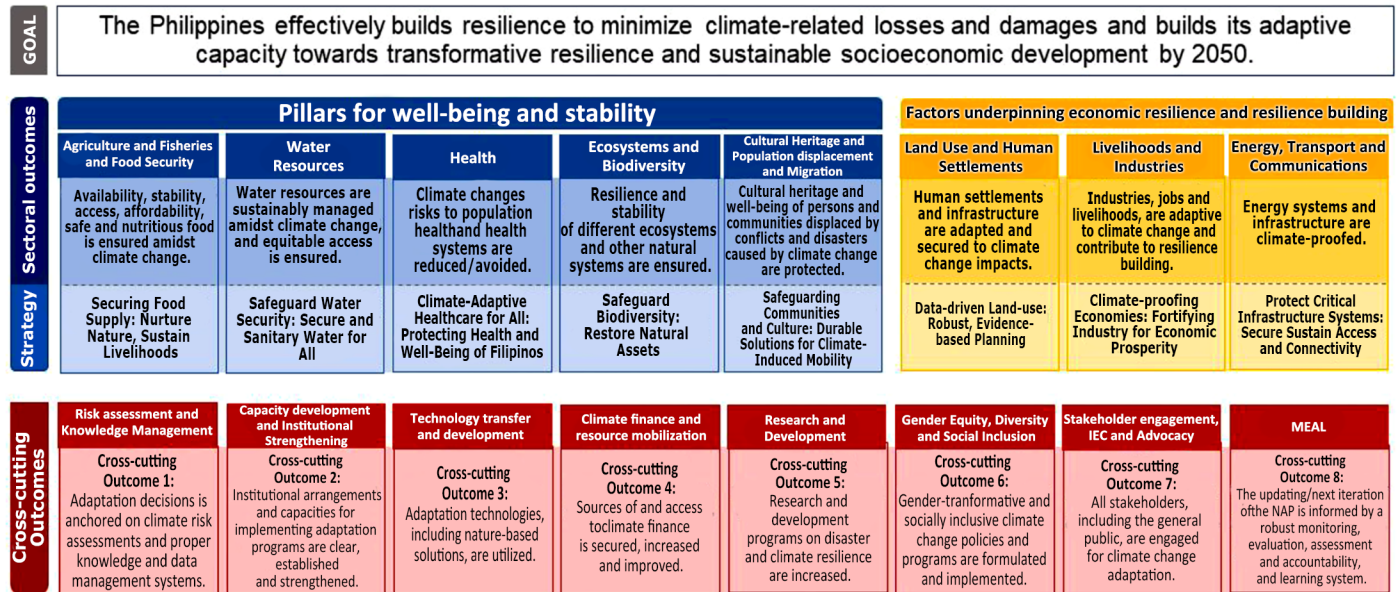 GOAL
The Philippines effectively builds resilience to minimize climate-related losses and damages and builds its adaptive
capacity towards transformative resilience and sustainable socioeconomic development by 2050.
Sectoral outcomes
Pillars for well-being and stability
Agriculture and Fisheries
and Food Security
Availability, stability,
access, affordability,
safe and nutritious food
is ensured amidst
climate change.
Water
Resources
Water resources are
sustainably managed
amidst climate change,
and equitable access
is ensured.
Health
Climate changes
risks to population
healthand health
systems are
reduced/avoided.
Ecosystems and
Biodiversity
Resilience and
stability
of different ecosystems
and other natural
systems are ensured.
Cultural Heritage and
Population displacement
and Migration
Cultural heritage and
well-being of persons and
communities displaced by
conflicts and disasters
caused by climate change
are protected.
Factors underpinning economic resilience and resilience building
Land Use and Human
Settlements
Human settlements
and infrastructure
are adapted and
secured to climate
change impacts.
Livelihoods and
Industries
Industries, jobs and
livelihoods, are adaptive
to climate change and
contribute to resilience
building.
Energy, Transport and
Communications
Energy systems and
infrastructure are
climate-proofed.
Strategy
Securing Food
Supply: Nurture
Nature, Sustain
Livelihoods
Safeguard Water
Security: Secure and
Sanitary Water for
All
Climate-Adaptive
Healthcare for All:
Protecting Health and
Well-Being of Filipinos
Safeguard
Biodiversity:
Restore Natural
Assets
Safeguarding
Communities
and Culture: Durable
Solutions for Climate-
Induced Mobility
Data-driven Land-use:
Robust, Evidence-
based Planning
Climate-proofing
Economies: Fortifying
Industry for Economic
Prosperity
Protect Critical
Infrastructure Systems:
Secure Sustain Access
and Connectivity
Cross-cutting
Outcomes
Risk assessment and
Knowledge Management
Cross-cutting
Outcome 1:
Adaptation decisions is
anchored on climate risk
assessments and proper
knowledge and data
management systems.
Capacity development
and Institutional
Strengthening
Cross-cutting
Outcome 2:
Institutional arrangements
and capacities for
implementing adaptation
programs are clear,
established
and strengthened.
Technology transfer
and development
Cross-cutting
Outcome 3:
Adaptation technologies,
including nature-based
solutions, are utilized.
Climate finance and
resource mobilization
Cross-cutting
Outcome 4:
Sources of and access
toclimate finance
is secured, increased
and improved.
Research and
Development
Cross-cutting
Outcome 5:
Research and
development
programs on disaster
and climate resilience
are increased.
Gender Equity, Diversity
and Social Inclusion
Cross-cutting
Outcome 6:
Gender-tranformative and
socially inclusive climate
change policies and
programs are formulated
and implemented.
Stakeholder engagement,
IEC and Advocacy
Cross-cutting
Outcome 7:
All stakeholders,
including the general
public, are engaged
for climate change
adaptation.
MEAL
Cross-cutting
Outcome 8:
The updating/next iteration
ofthe NAP is informed by a
robust monitoring,
evaluation, assessment
and accountability,
and learning system.